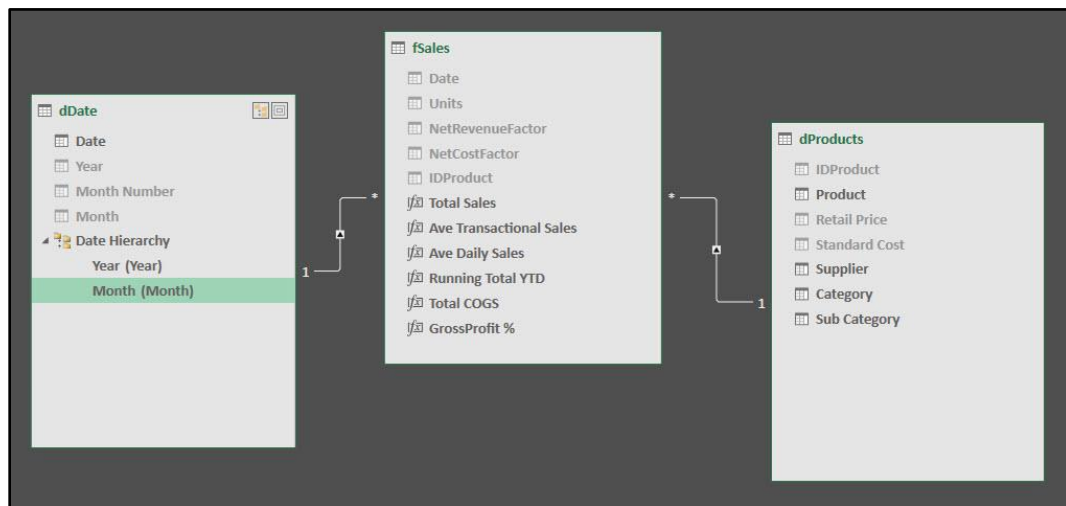 dDate
Date
Year
Month Number
Month
Date Hierarchy
Year (Year)
Month (Month)
1
*
fSales
Date
Units
NetRevenueFactor
NetCostFactor
IDProduct
Total Sales
Ave Transactional Sales
Ave Daily Sales
Running Total YTD
Total COGS
GrossProfit %
*
1
dProducts
IDProduct
Product
Retail Price
Standard Cost
Supplier
Category
Sub Category